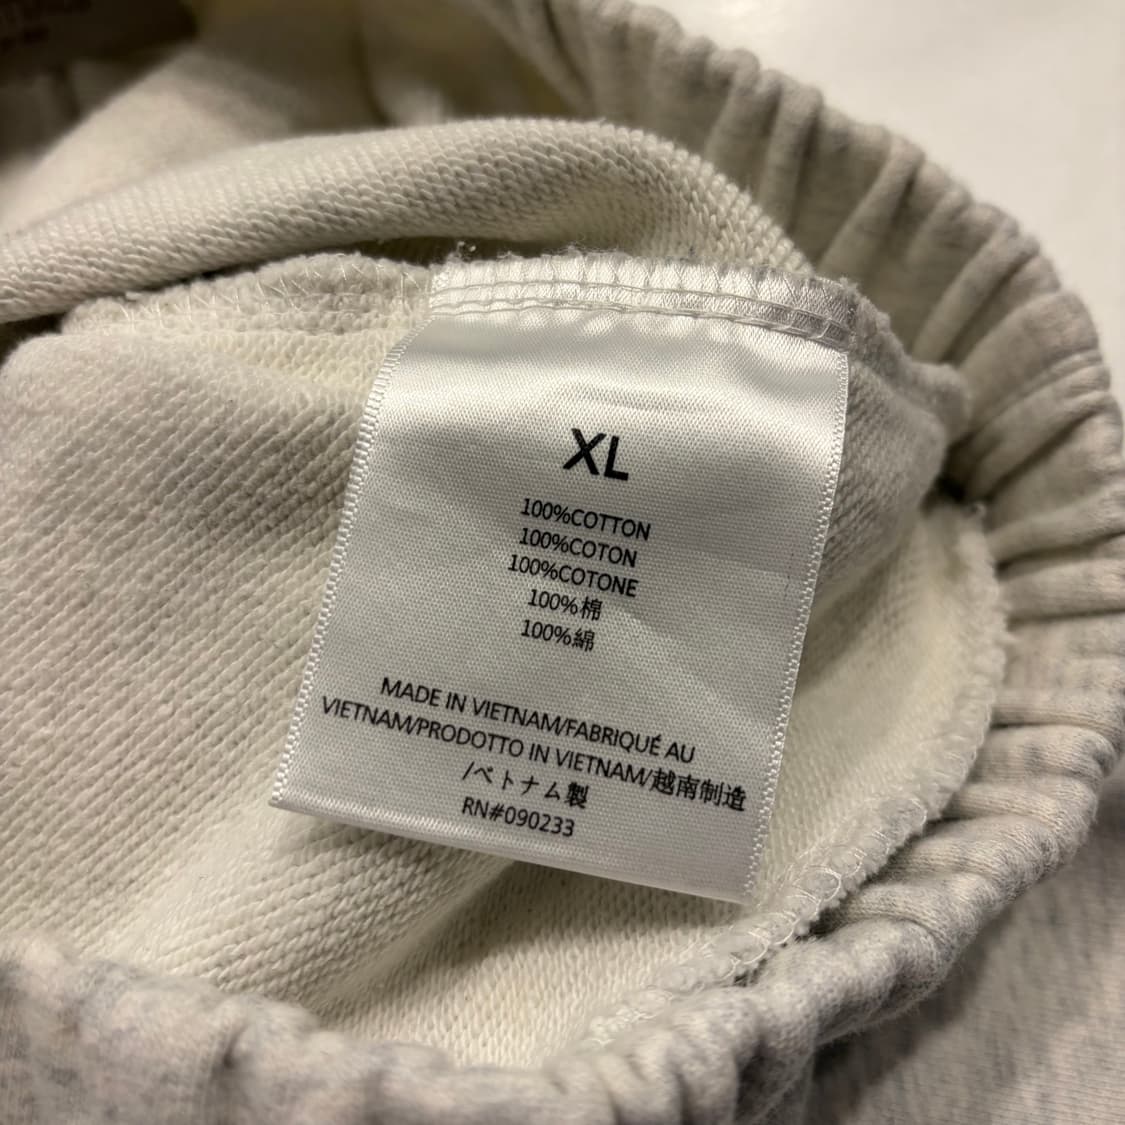 XL
100%COTTON
100%COTON
100%COTONE
100%棉
100%綿
MADE IN VIETNAM/FABRIQUÉ AU
VIETNAM/PRODOTTO IN VIETNAM/越南制造
/ベトナム製
RN#090233